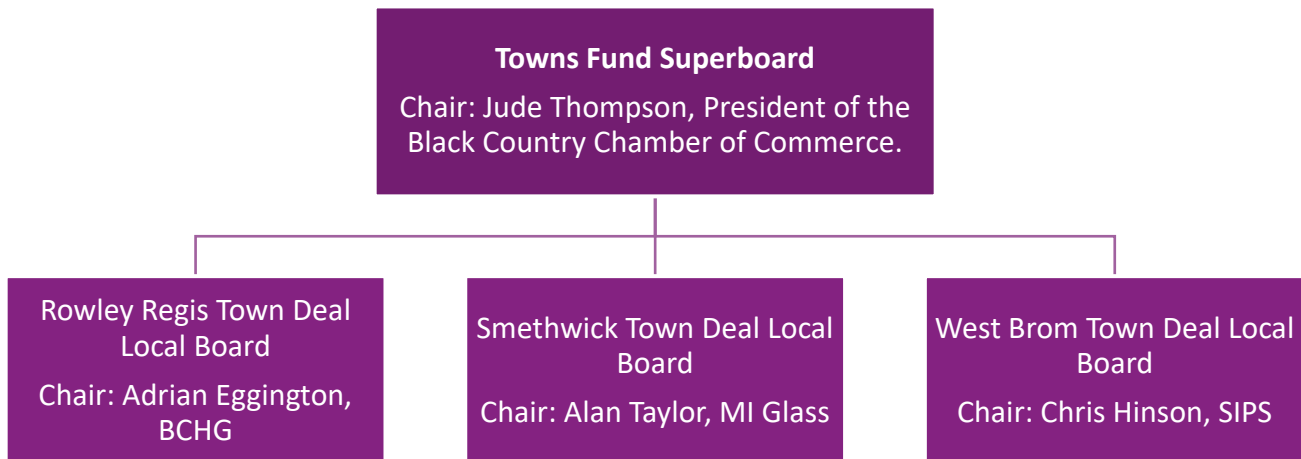 Towns Fund Superboard
Chair: Jude Thompson, President of the
Black Country Chamber of Commerce.
Rowley Regis Town Deal
Local Board
Chair: Adrian Eggington,
BCHG
Smethwick Town Deal Local
Board
Chair: Alan Taylor, MI Glass
West Brom Town Deal Local
Board
Chair: Chris Hinson, SIPS